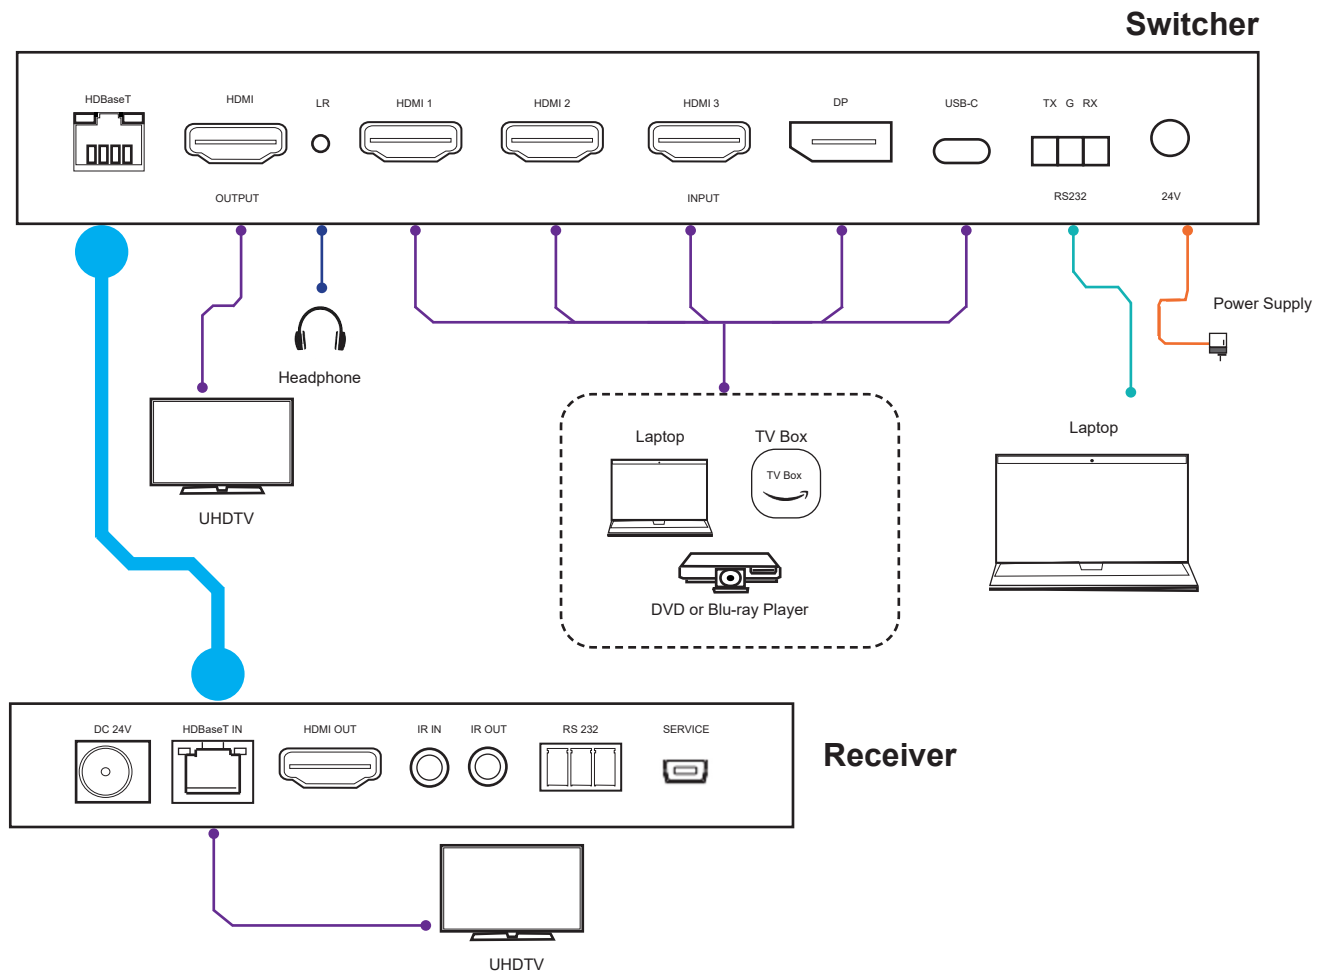 Switcher
HDBaseT HDMI LR HDMI 1 HDMI 2 HDMI 3 DP USB-C TX G RX
OUTPUT INPUT RS232 24V
Power Supply
Headphone
Laptop TV Box Laptop
TV Box
UHDTV
DVD or Blu-ray Player
DC 24V HDBaseT IN HDMI OUT IR IN IR OUT RS 232 SERVICE
Receiver
UHDTV